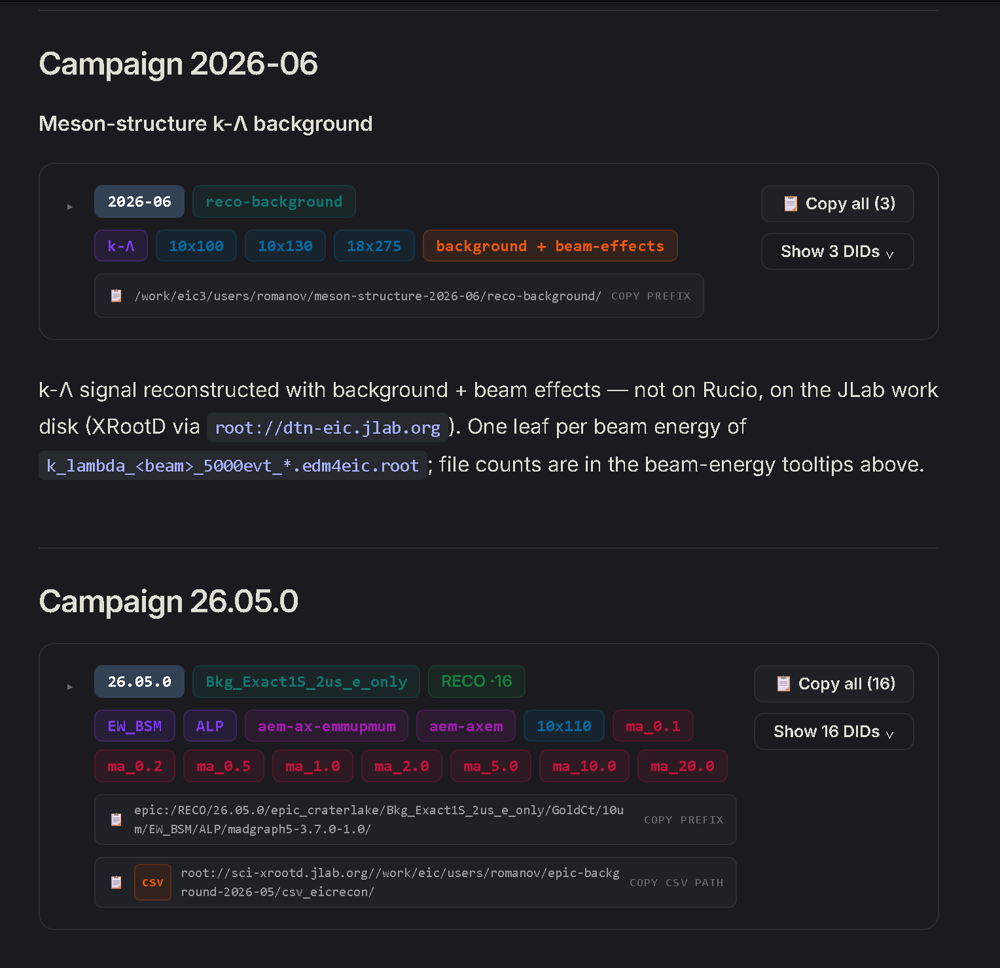 Campaign 2026-06
Meson-structure k-Λ background
2026-06 reco-background
Copy all (3)
k-Λ 10x100 10x130 18x275 background + beam-effects
Show 3 DIDs
/work/eic3/users/romanov/meson-structure-2026-06/reco-background/ COPY PREFIX
k-Λ signal reconstructed with background + beam effects — not on Rucio, on the JLab work
disk (XRootD via root://dtn-eic.jlab.org). One leaf per beam energy of
k_lambda_<beam>_5000evt_*.edm4eic.root; file counts are in the beam-energy tooltips above.
Campaign 26.05.0
26.05.0 Bkg_Exact1S_2us_e_only RECO ·16
Copy all (16)
EW_BSM ALP aem-ax-emmupmum aem-axem 10x110 ma_0.1
Show 16 DIDs
ma_0.2 ma_0.5 ma_1.0 ma_2.0 ma_5.0 ma_10.0 ma_20.0
epic:/RECO/26.05.0/epic_craterlake/Bkg_Exact1S_2us_e_only/GoldCt/10u
m/EW_BSM/ALP/madgraph5-3.7.0-1.0/
COPY PREFIX
CSV
root://sci-xrootd.jlab.org//work/eic/users/romanov/epic-backg
round-2026-05/csv_eicrecon/
COPY CSV PATH